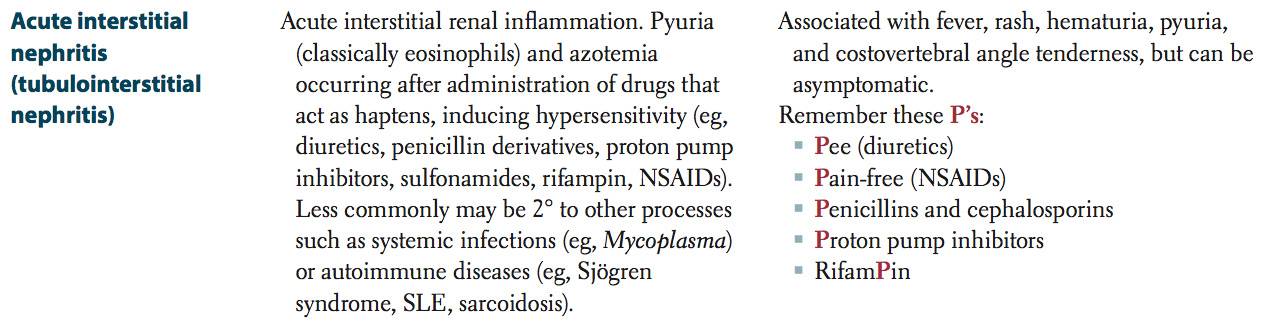 Acute interstitial
nephritis
(tubulointerstitial
nephritis)
Acute interstitial renal inflammation. Pyuria
(classically eosinophils) and azotemia
occurring after administration of drugs that
act as haptens, inducing hypersensitivity (eg,
diuretics, penicillin derivatives, proton pump
inhibitors, sulfonamides, rifampin, NSAIDs).
Less commonly may be 2° to other processes
such as systemic infections (eg, Mycoplasma)
or autoimmune diseases (eg, Sjögren
syndrome, SLE, sarcoidosis).
Associated with fever, rash, hematuria, pyuria,
and costovertebral angle tenderness, but can be
asymptomatic.
Remember these P's:
▪ Pee (diuretics)
▪ Pain-free (NSAIDs)
▪ Penicillins and cephalosporins
▪ Proton pump inhibitors
▪ RifamPin